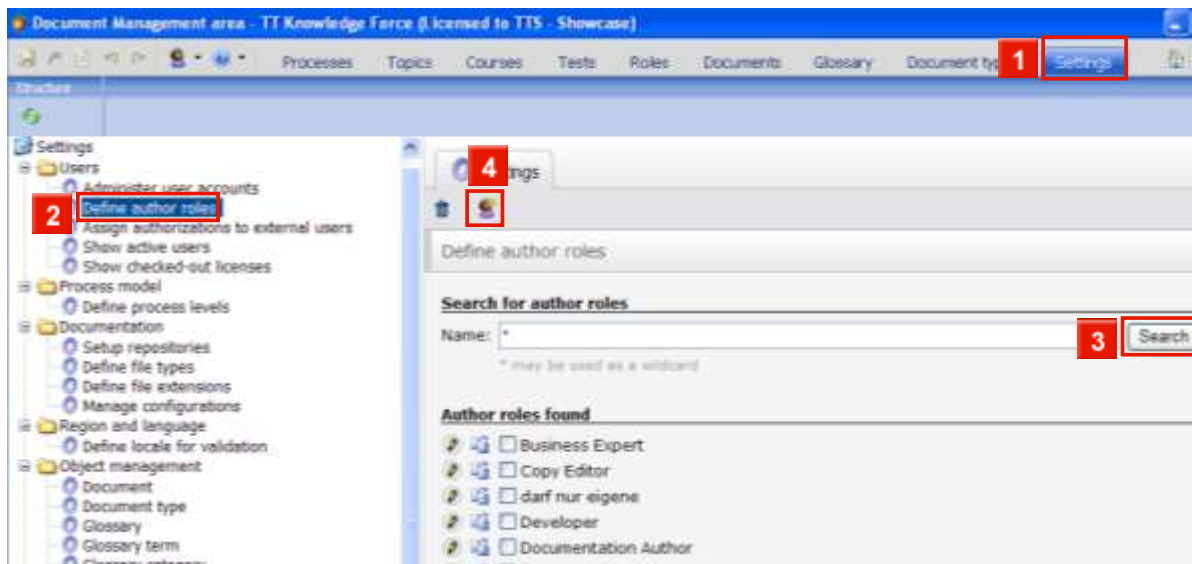 Document Management area - TT Knowledge Force (Licensed to TTS - Showcase)
Processes Topics Courses Tests Roles Documents Glossary Document typ 1 Settings
Structure
Settings
4 ings
Users
Administer user accounts
2 Define author roles
Assign authorizations to external users
Show active users
Define author roles
Show checked-out licenses
Process model
Define process levels
Search for author roles
Documentation
Name: * 3 Search
Setup repositories
Define file types
* may be used as a wildcard
Define file extensions
Manage configurations
Author roles found
Region and language
Define locale for validation
Business Expert
Object management
Copy Editor
Document
darf nur eigene
Document type
Developer
Glossary
Documentation Author
Glossary term
Glossary category